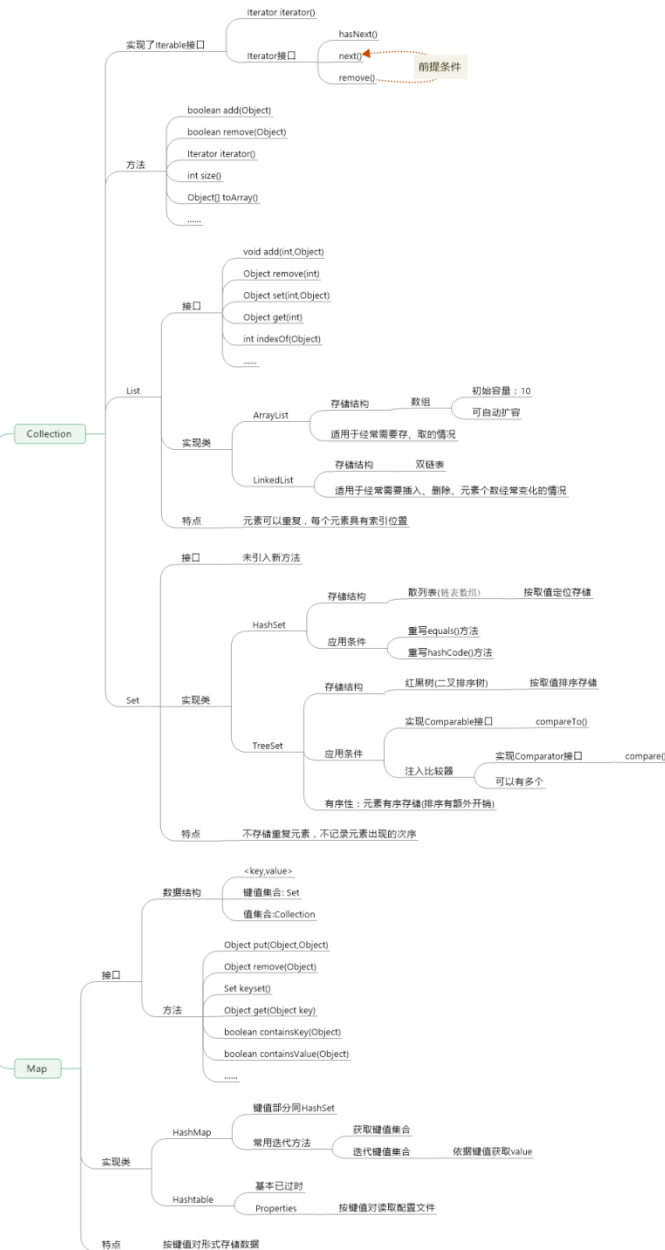 Iterator iterator()
实现了Iterable接口
hasNext()
Iterator接口
next()
前提条件
remove()
boolean add(Object)
boolean remove(Object)
Iterator iterator()
方法
int size()
Object[] toArray()
......
void add(int,Object)
Object remove(int)
Object set(int,Object)
接口
Object get(int)
int indexOf(Object)
......
List
初始容量：10
存储结构
数组
ArrayList
可自动扩容
适用于经常需要存、取的情况
Collection
实现类
存储结构
双链表
LinkedList
适用于经常需要插入、删除、元素个数经常变化的情况
特点
元素可以重复，每个元素具有索引位置
接口
未引入新方法
存储结构
散列表(链表数组)
按取值定位存储
HashSet
重写equals()方法
应用条件
重写hashCode()方法
存储结构
红黑树(二叉排序树)
按取值排序存储
Set
实现类
实现Comparable接口
compareTo()
TreeSet
应用条件
实现Comparator接口
compare()
注入比较器
可以有多个
有序性：元素有序存储(排序有额外开销)
特点
不存储重复元素，不记录元素出现的次序
<key,value>
数据结构
键值集合: Set
值集合:Collection
Object put(Object,Object)
接口
Object remove(Object)
Set keyset()
方法
Object get(Object key)
boolean containsKey(Object)
boolean containsValue(Object)
Map
......
键值部分同HashSet
HashMap
获取键值集合
常用迭代方法
迭代键值集合
依据键值获取value
实现类
基本已过时
Hashtable
Properties
按键值对读取配置文件
特点
按键值对形式存储数据